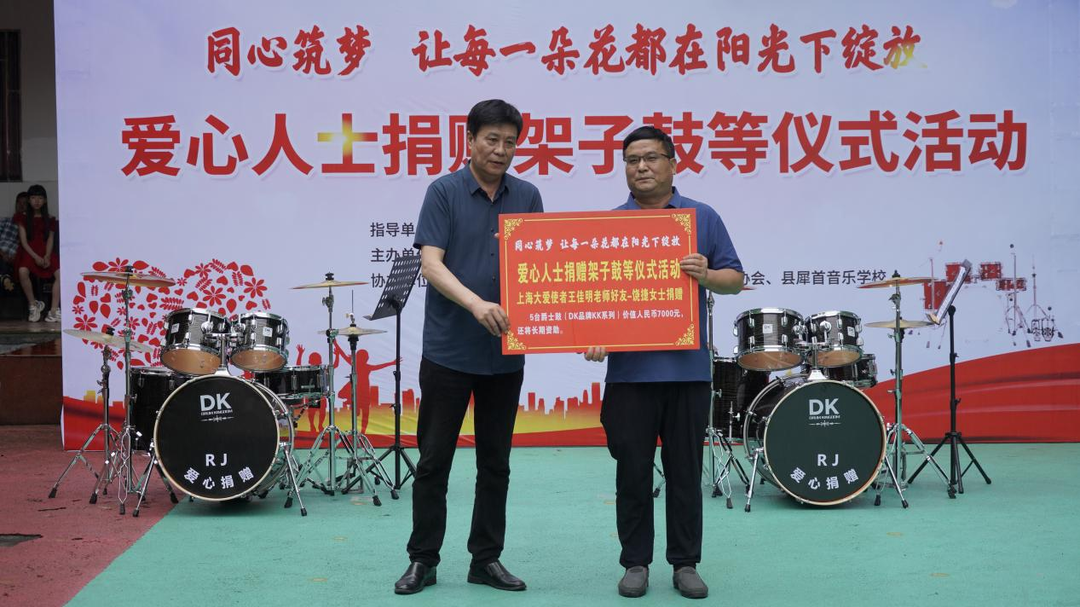 同心筑梦 让每一朵花都在阳光下绽放
爱心人士捐赠架子鼓等仪式活动
指导单
主办单
协 位
协会、县犀首音乐学校
同心筑梦 让每一朵花都在阳光下绽放
爱心人士捐赠架子鼓等仪式活动
上海大爱使者王佳明老师好友-饶捷女士捐赠
5台爵士鼓(DK品牌KK系列)价值人民币7000元,
还将长期资助。
DK
RJ
爱心捐赠
DK
RJ
爱心捐赠